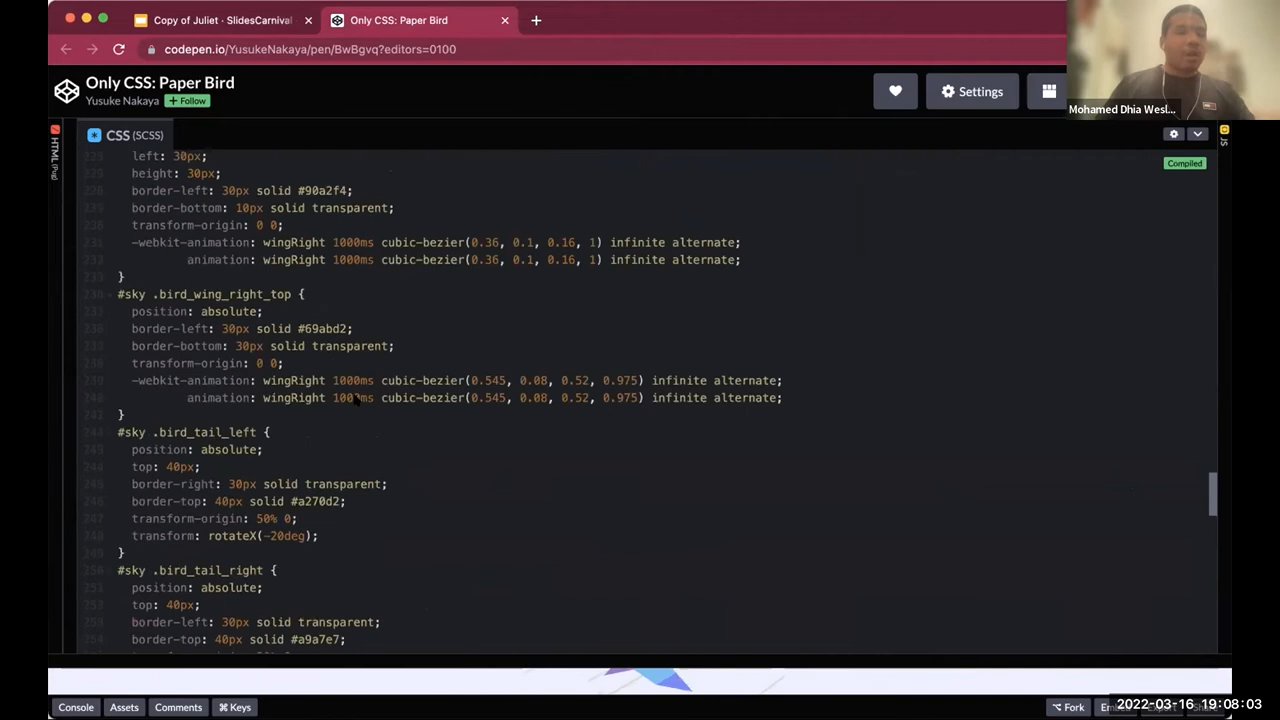 Copy of Juliet · SlidesCarnival
Only CSS: Paper Bird
codepen.io/YusukeNakaya/pen/BwBgvq?editors=0100
Only CSS: Paper Bird
Yusuke Nakaya
+ Follow
Settings
Mohamed Dhia Wesl...
HTML
CSS (SCSS)
JS
Compiled
left: 30px;
height: 30px;
border-left: 30px solid #90a2f4;
border-bottom: 10px solid transparent;
transform-origin: 0 0;
-webkit-animation: wingRight 1000ms cubic-bezier(0.36, 0.1, 0.16, 1) infinite alternate;
animation: wingRight 1000ms cubic-bezier(0.36, 0.1, 0.16, 1) infinite alternate;
}
#sky .bird_wing_right_top {
position: absolute;
border-left: 30px solid #69abd2;
border-bottom: 30px solid transparent;
transform-origin: 0 0;
-webkit-animation: wingRight 1000ms cubic-bezier(0.545, 0.08, 0.52, 0.975) infinite alternate;
animation: wingRight 1000ms cubic-bezier(0.545, 0.08, 0.52, 0.975) infinite alternate;
}
#sky .bird_tail_left {
position: absolute;
top: 40px;
border-right: 30px solid transparent;
border-top: 40px solid #a270d2;
transform-origin: 50% 0;
transform: rotateX(-20deg);
}
#sky .bird_tail_right {
position: absolute;
top: 40px;
border-left: 30px solid transparent;
border-top: 40px solid #a9a7e7;
Console
Assets
Comments
⌘ Keys
Fork
2022-03-16 19:08:03